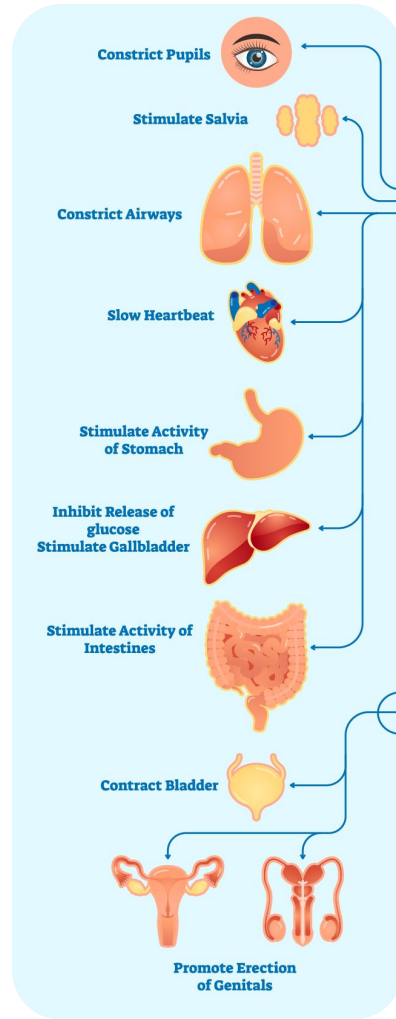 Constrict Pupils
Stimulate Salvia
Constrict Airways
Slow Heartbeat
Stimulate Activity
of Stomach
Inhibit Release of
glucose
Stimulate Gallbladder
Stimulate Activity of
Intestines
Contract Bladder
Promote Erection
of Genitals